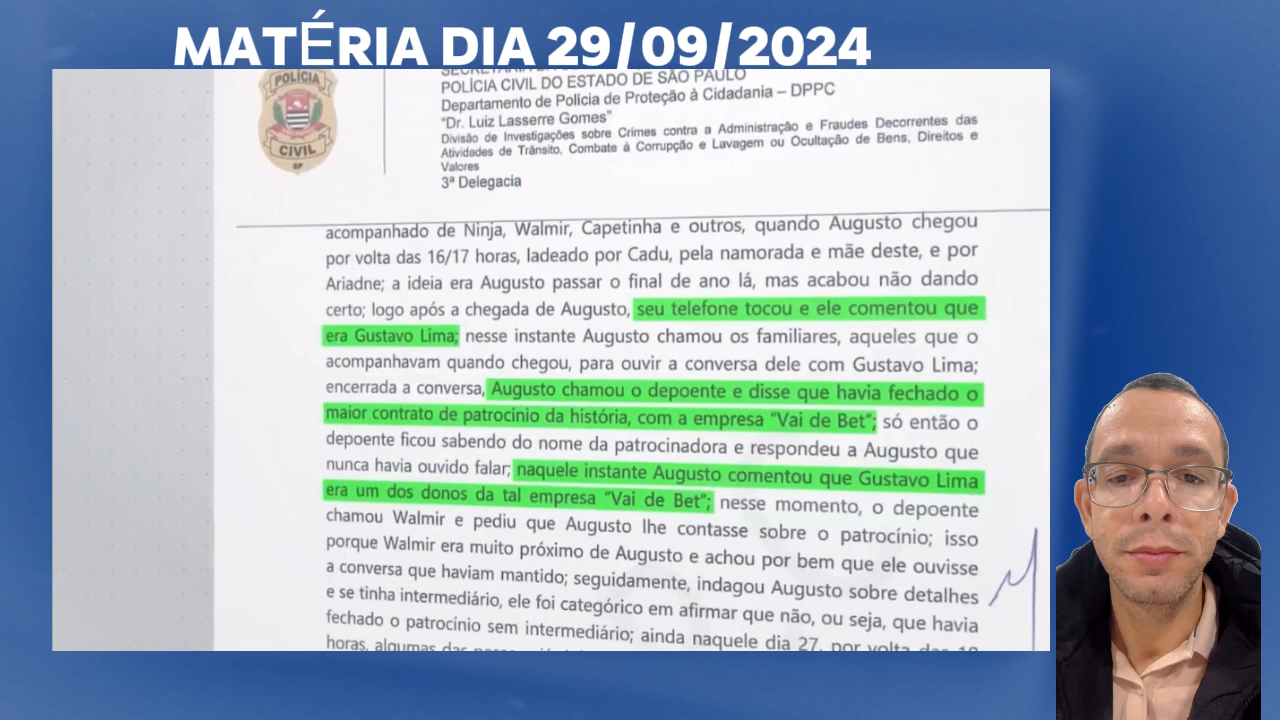 MATÉRIA DIA 29/09/2024
POLÍCIA
CIVIL
SP
POLÍCIA CIVIL DO ESTADO DE SÃO PAULO
Departamento de Polícia de Proteção à Cidadania – DPPC
"Dr. Luiz Lasserre Gomes"
Divisão de Investigações sobre Crimes contra a Administração e Fraudes Decorrentes das
Atividades de Trânsito, Combate à Corrupção e Lavagem ou Ocultação de Bens, Direitos e
Valores
3ª Delegacia
acompanhado de Ninja, Walmir, Capetinha e outros, quando Augusto chegou
por volta das 16/17 horas, ladeado por Cadu, pela namorada e mãe deste, e por
Ariadne; a ideia era Augusto passar o final de ano lá, mas acabou não dando
certo; logo após a chegada de Augusto, seu telefone tocou e ele comentou que
era Gustavo Lima; nesse instante Augusto chamou os familiares, aqueles que o
acompanhavam quando chegou, para ouvir a conversa dele com Gustavo Lima;
encerrada a conversa, Augusto chamou o depoente e disse que havia fechado o
maior contrato de patrocínio da história, com a empresa "Vai de Bet"; só então o
depoente ficou sabendo do nome da patrocinadora e respondeu a Augusto que
nunca havia ouvido falar; naquele instante Augusto comentou que Gustavo Lima
era um dos donos da tal empresa "Vai de Bet"; nesse momento, o depoente
chamou Walmir e pediu que Augusto lhe contasse sobre o patrocínio; isso
porque Walmir era muito próximo de Augusto e achou por bem que ele ouvisse
a conversa que haviam mantido; seguidamente, indagou Augusto sobre detalhes
e se tinha intermediário, ele foi categórico em afirmar que não, ou seja, que havia
fechado o patrocínio sem intermediário; ainda naquele dia 27, por volta das
horas, algumas